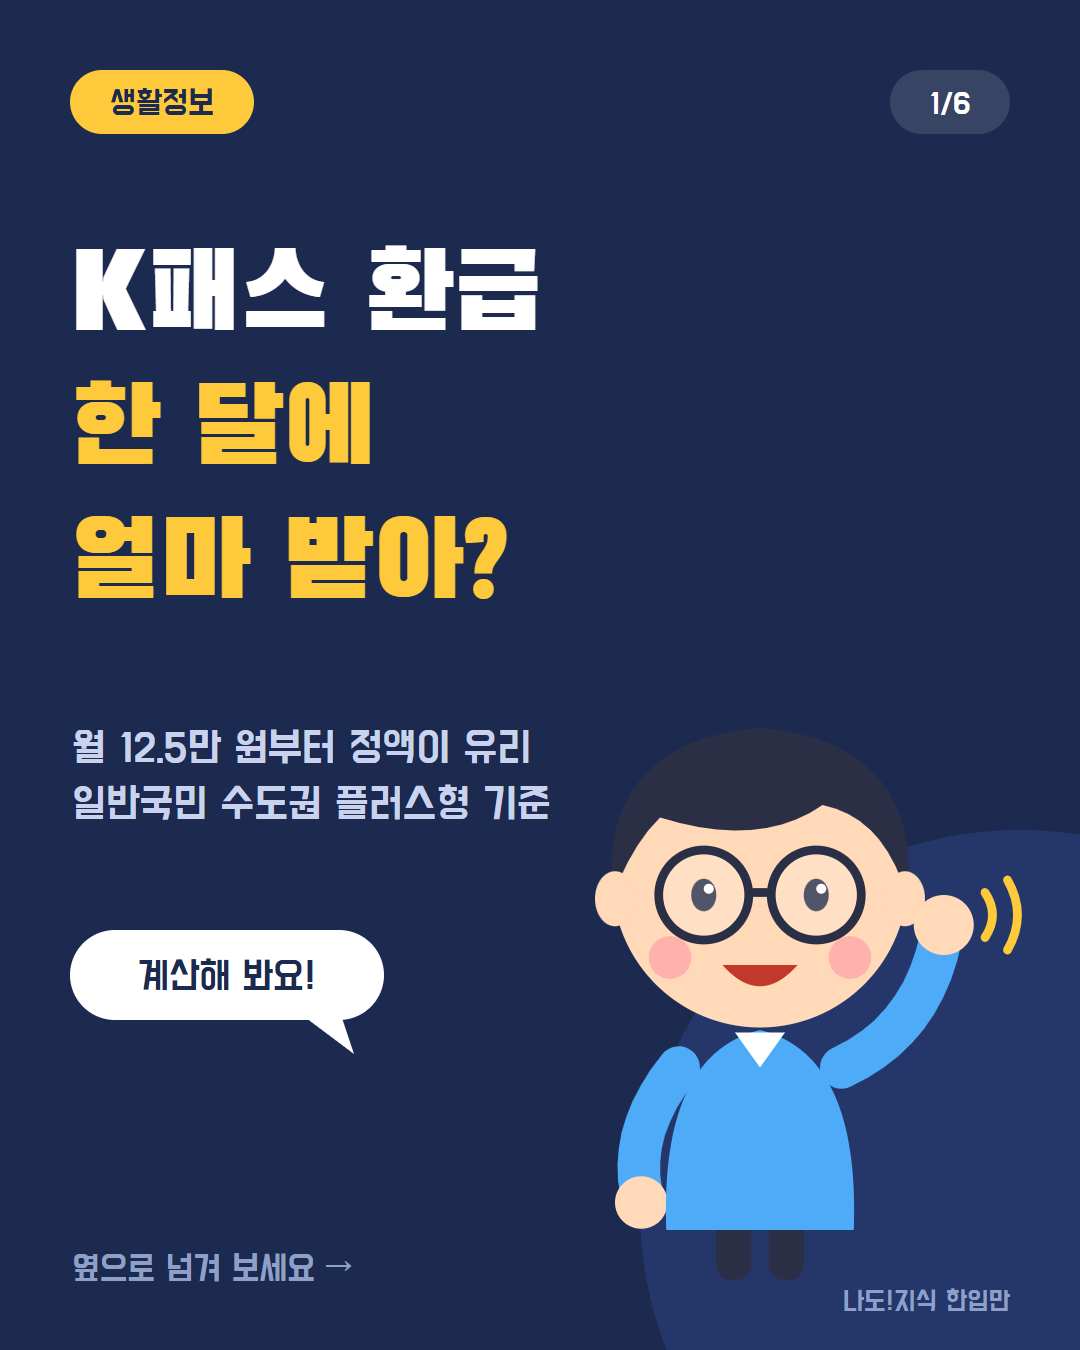 생활정보
1/6
K패스 환급
한 달에
얼마 받아?
월 12.5만 원부터 정액이 유리
일반국민 수도권 플러스형 기준
계산해 봐요!
옆으로 넘겨 보세요 →
나도!지식 한입만